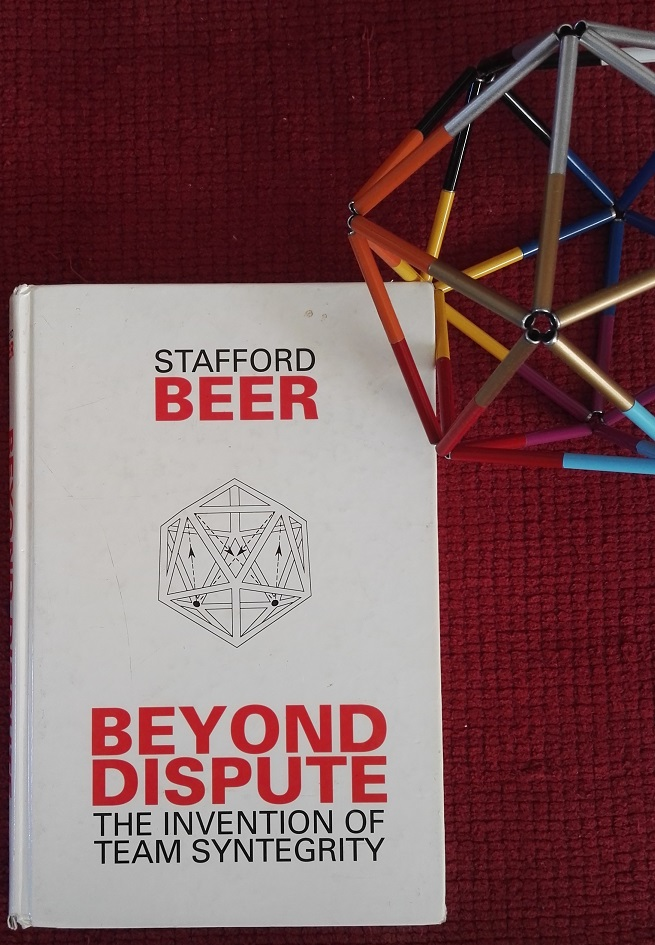 STAFFORD
BEER
BEYOND
DISPUTE
THE INVENTION OF
TEAM SYNTEGRITY